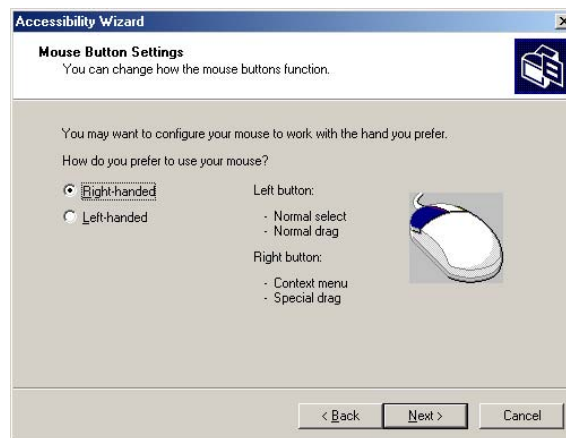 Accessibility Wizard
Mouse Button Settings
You can change how the mouse buttons function.
You may want to configure your mouse to work with the hand you prefer.
How do you prefer to use your mouse?
Right-handed
Left-handed
Left button:
- Normal select
- Normal drag
Right button:
- Context menu
- Special drag
< Back
Next >
Cancel